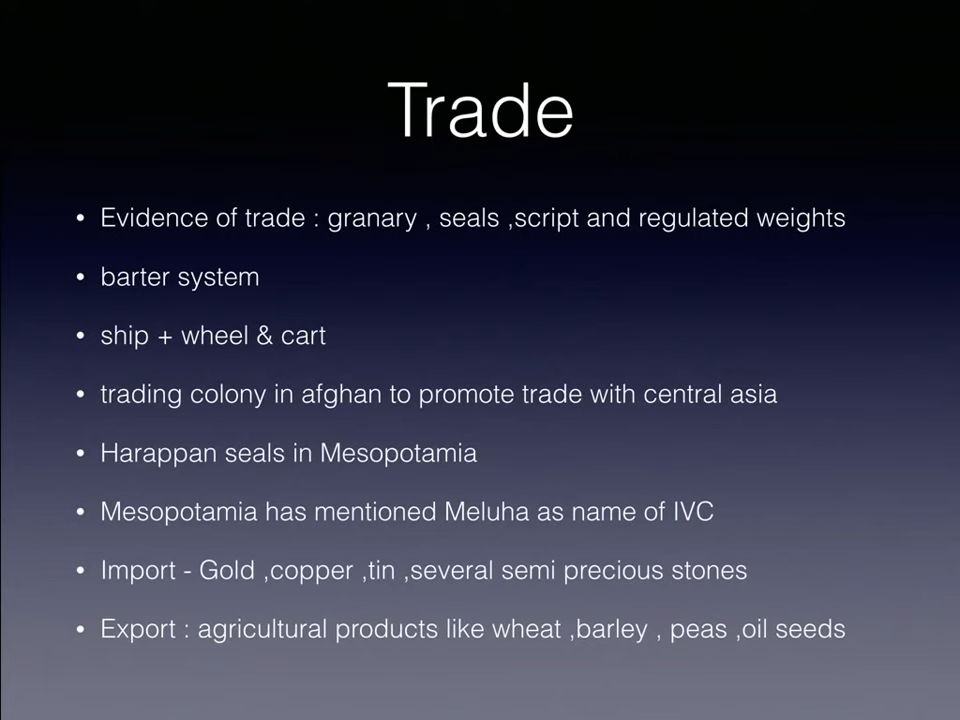 Trade
• Evidence of trade : granary , seals ,script and regulated weights
• barter system
• ship + wheel & cart
• trading colony in afghan to promote trade with central asia
• Harappan seals in Mesopotamia
• Mesopotamia has mentioned Meluha as name of IVC
• Import - Gold ,copper ,tin ,several semi precious stones
• Export : agricultural products like wheat ,barley , peas ,oil seeds